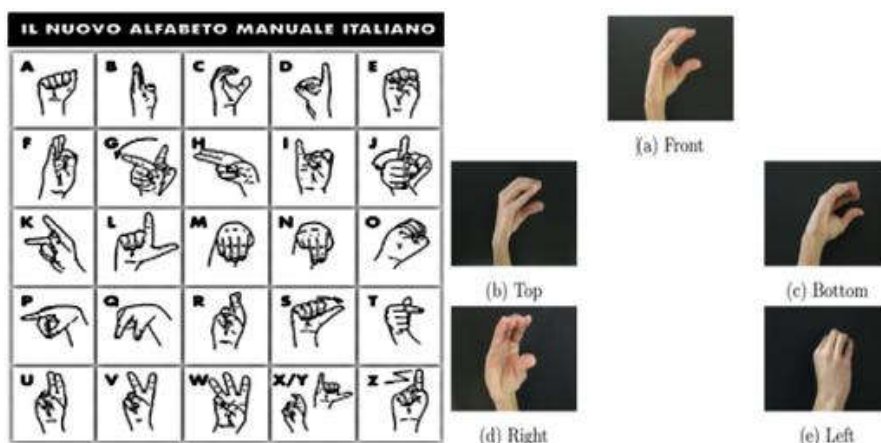 IL NUOVO ALFABETO MANUALE ITALIANO
A B C D E
F G H I J
K L M N O
P Q R S T
U V W X/Y Z
(a) Front
(b) Top
(c) Bottom
(d) Right
(e) Left